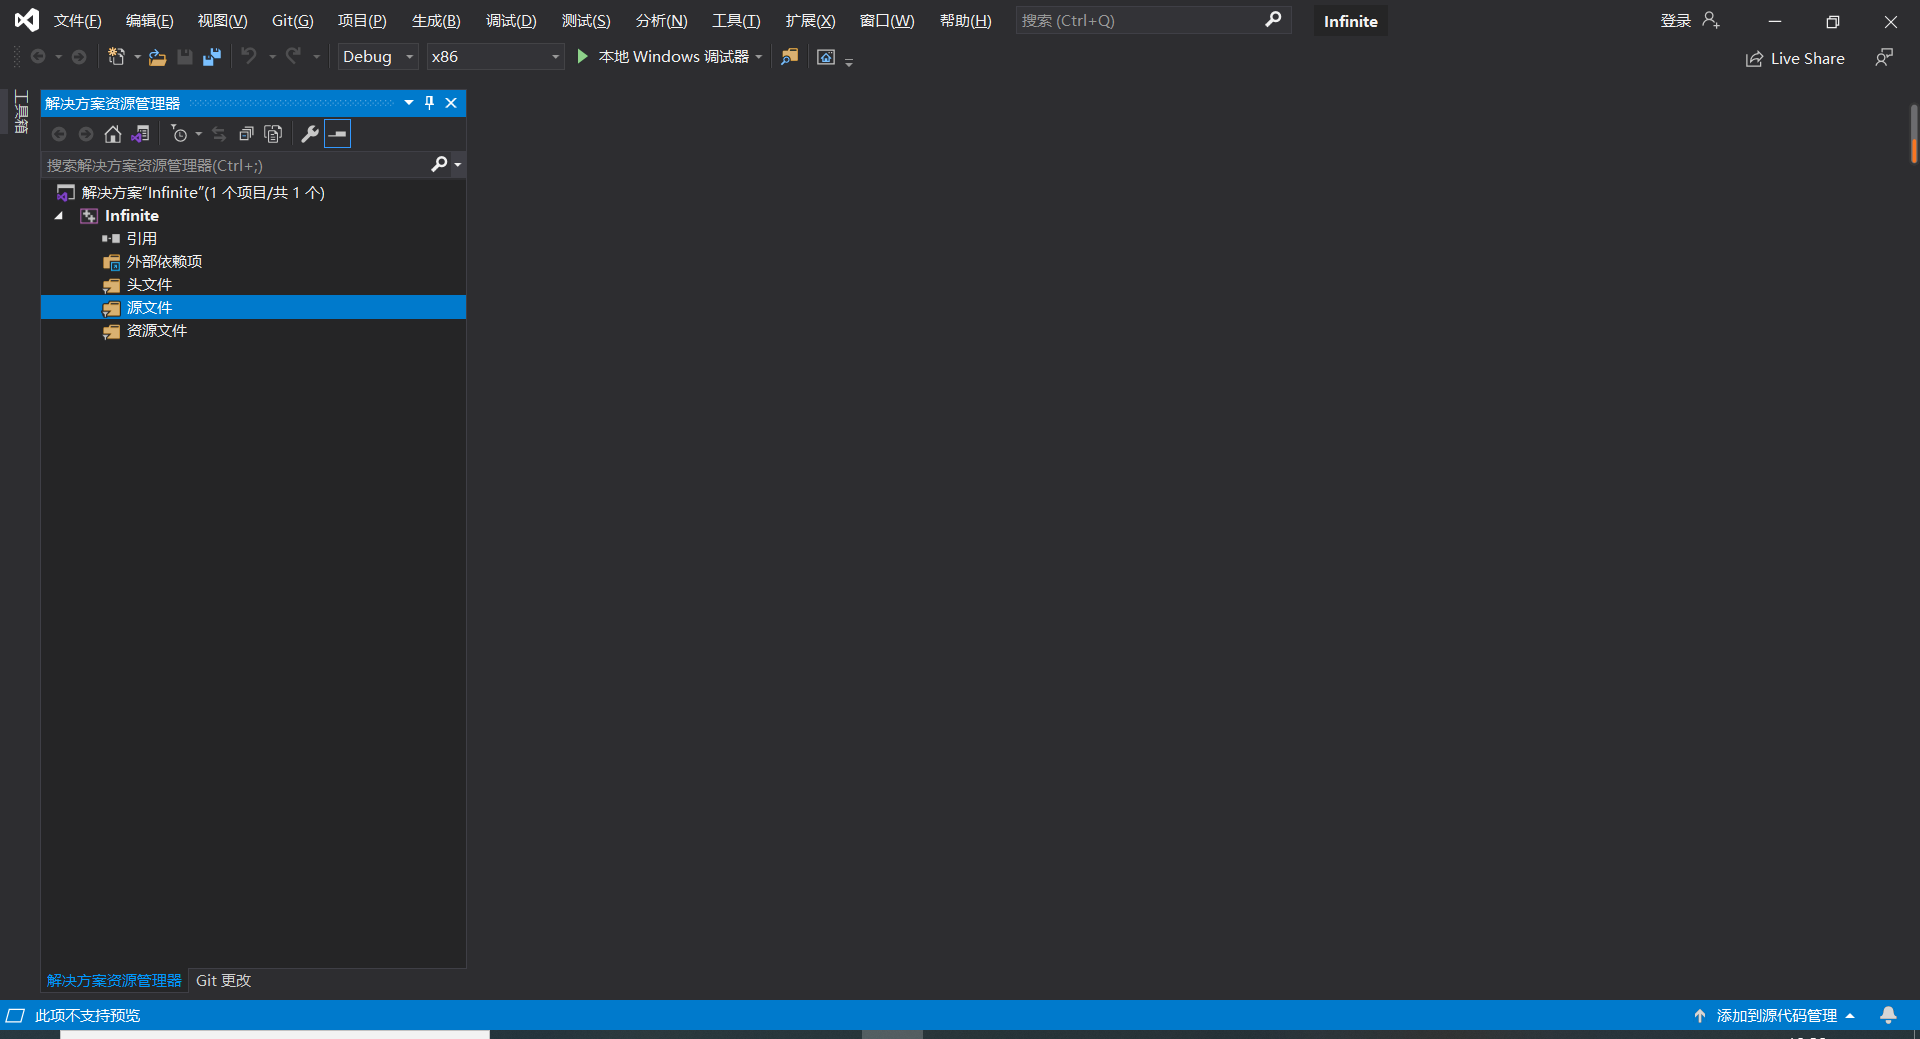 文件(F) 编辑(E) 视图(V) Git(G) 项目(P) 生成(B) 调试(D) 测试(S) 分析(N) 工具(T) 扩展(X) 窗口(W) 帮助(H) 搜索 (Ctrl+Q) Infinite 登录
Debug x86 本地 Windows 调试器 Live Share
工具箱
解决方案资源管理器
搜索解决方案资源管理器(Ctrl+;)
解决方案“Infinite”(1 个项目/共 1 个)
Infinite
引用
外部依赖项
头文件
源文件
资源文件
解决方案资源管理器 Git 更改
此项不支持预览 添加到源代码管理